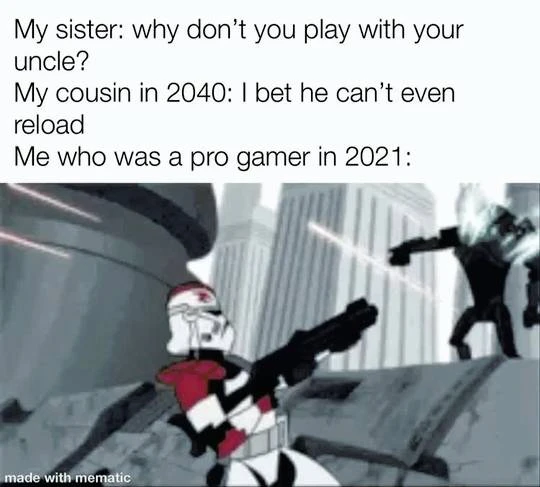 My sister: why don’t you play with your
uncle?
My cousin in 2040: I bet he can’t even
reload
Me who was a pro gamer in 2021:
made with mematic